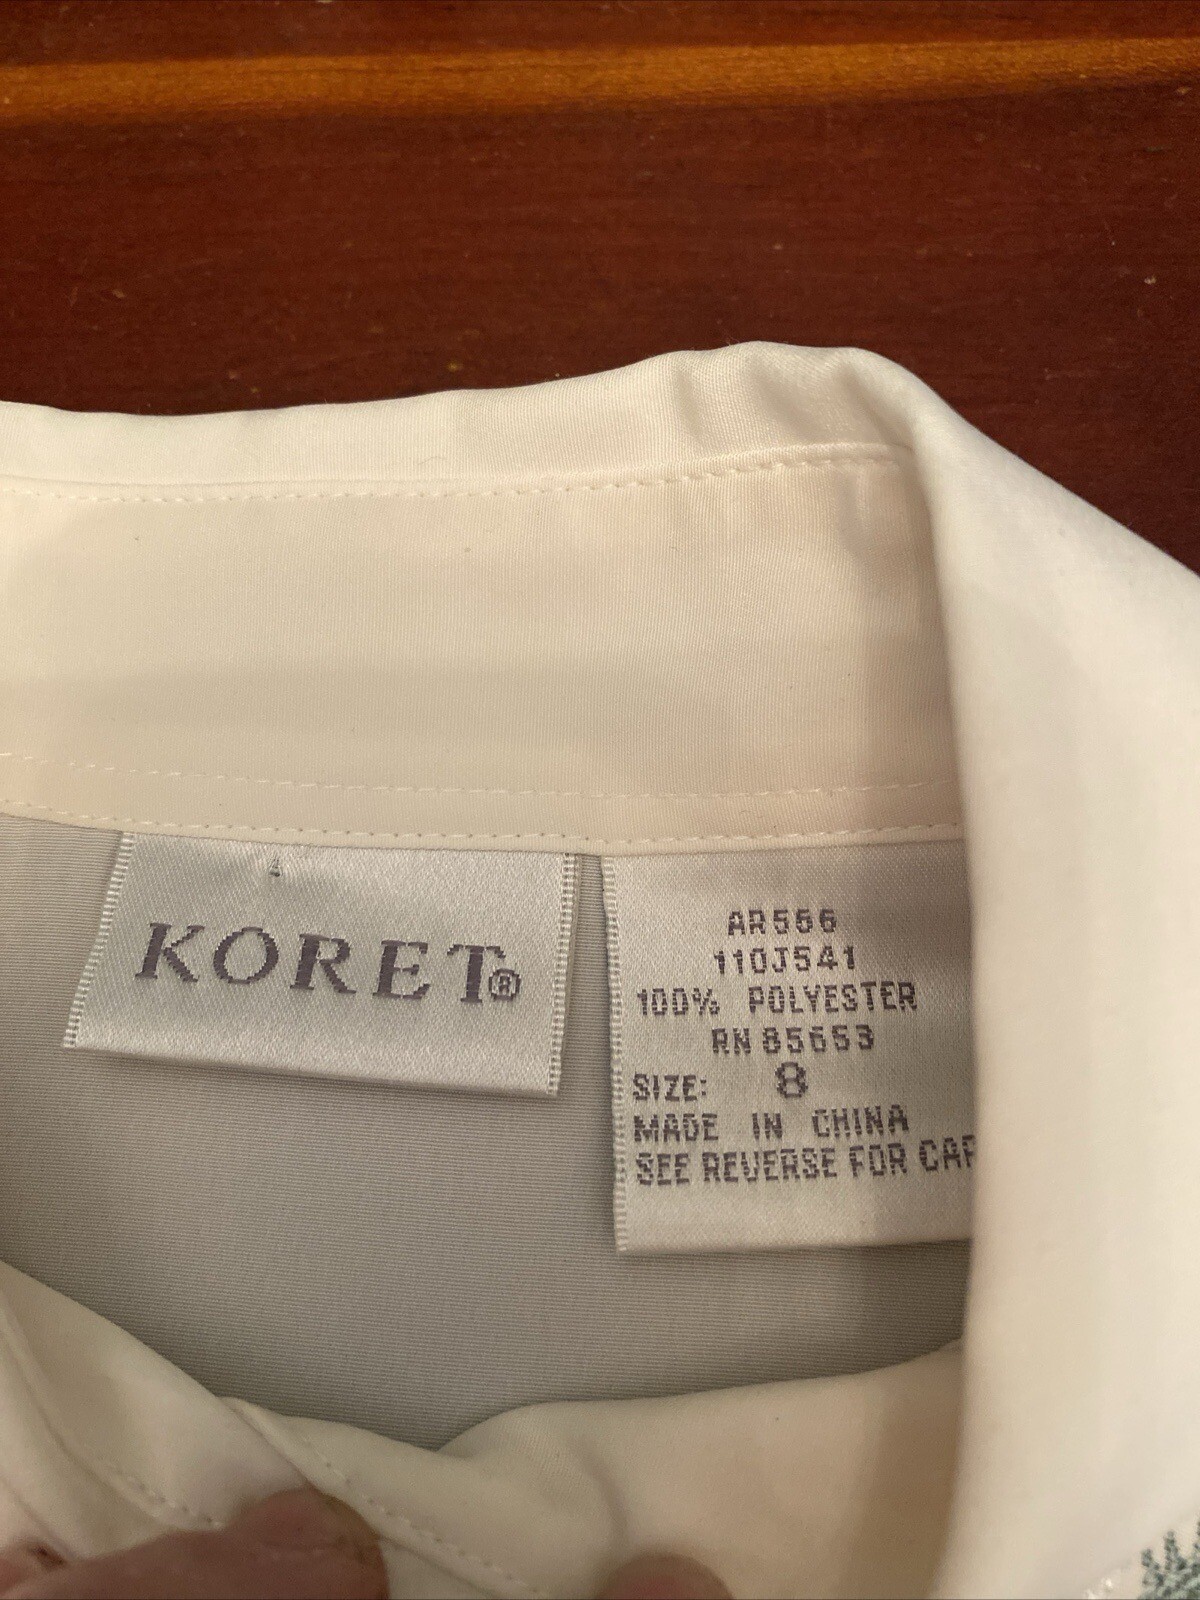 KORET®
AR556
110J541
100% POLYESTER
RN 85653
SIZE: 8
MADE IN CHINA
SEE REVERSE FOR CAR